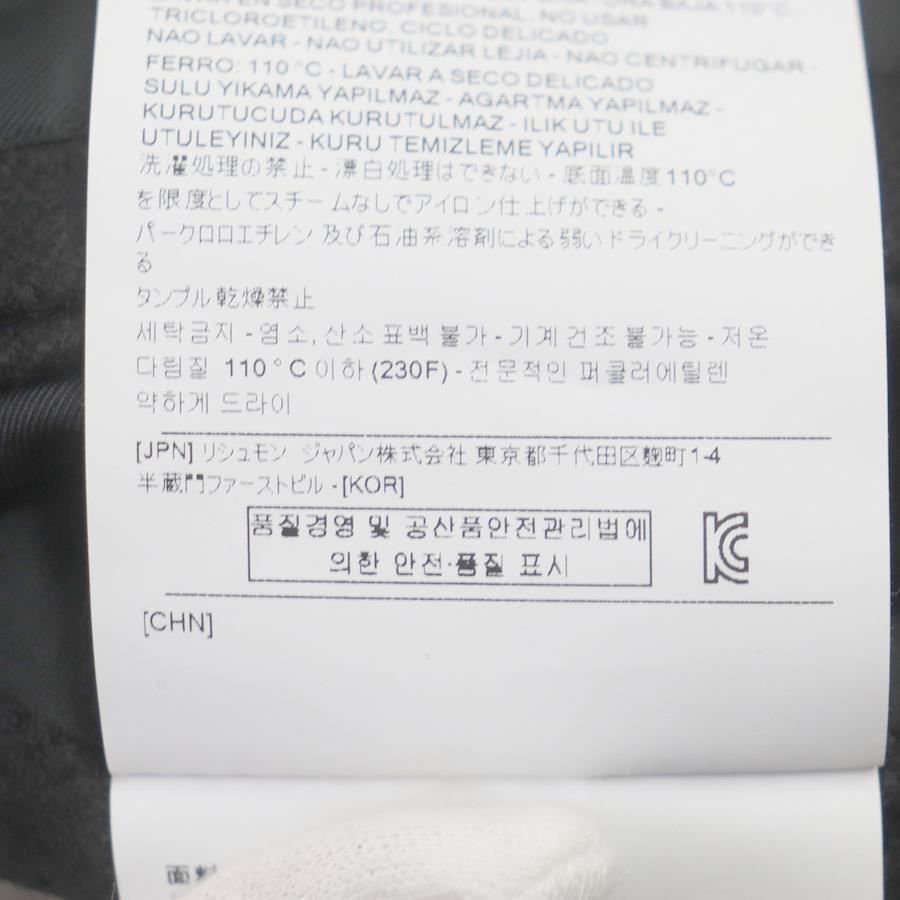 LAVAR EN SECO PROFESIONAL, NO USAR BAJA 110°C -
TRICLOROETILENO, CICLO DELICADO
NAO LAVAR - NAO UTILIZAR LEJIA - NAO CENTRIFUGAR -
FERRO: 110°C - LAVAR A SECO DELICADO
SULU YIKAMA YAPILMAZ - AGARTMA YAPILMAZ -
KURUTUCUDA KURUTULMAZ - ILIK UTU ILE
UTULEYINIZ - KURU TEMIZLEME YAPILIR
洗濯処理の禁止 - 漂白処理はできない - 底面温度110°C
を限度としてスチームなしでアイロン仕上げができる -
パークロロエチレン 及び石油系溶剤による弱いドライクリーニングができ
る
タンブル乾燥禁止
세탁금지 - 염소, 산소 표백 불가 - 기계 건조 불가능 - 저온
다림질 110°C 이하 (230F) - 전문적인 퍼클러에틸렌
약하게 드라이
[JPN] リシュモン ジャパン株式会社 東京都千代田区麹町1-4
半蔵門ファーストビル - [KOR]
품질경영 및 공산품안전관리법에
의한 안전·품질 표시
[CHN]
面料